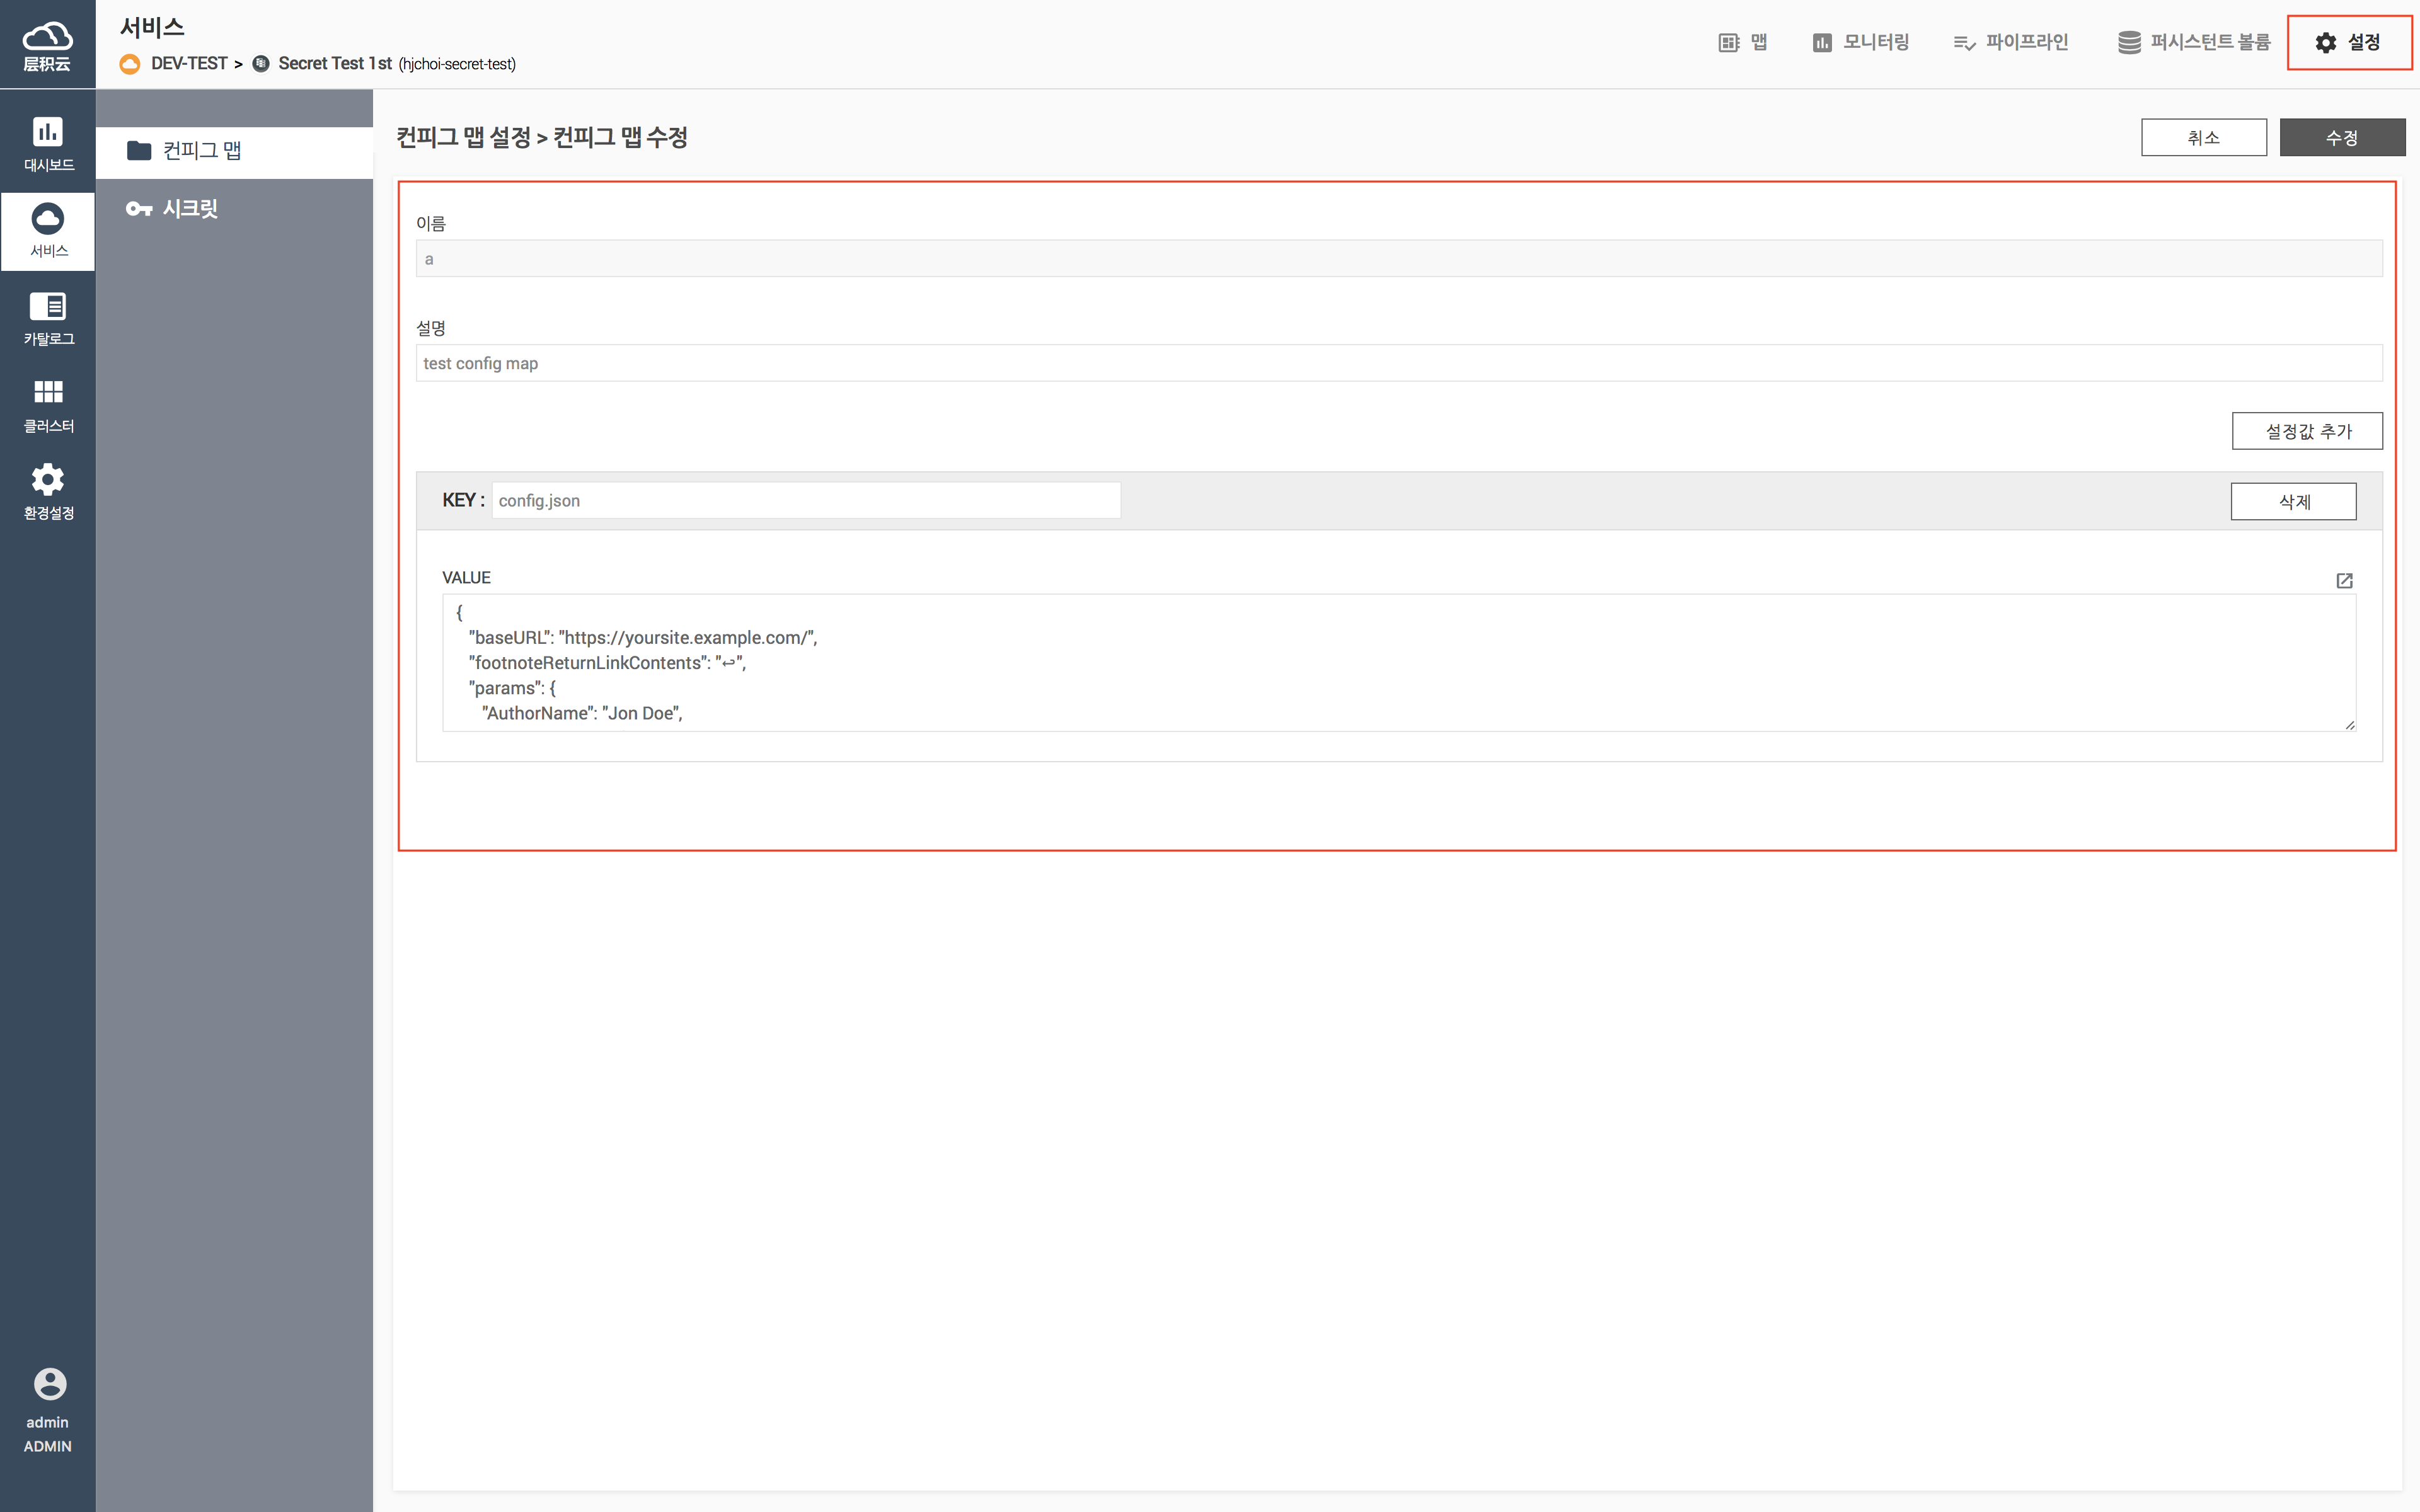 层积云
서비스
DEV-TEST > Secret Test 1st (hjchoi-secret-test)
맵
모니터링
파이프라인
퍼시스턴트 볼륨
설정
대시보드
서비스
카탈로그
클러스터
환경설정
admin
ADMIN
컨피그 맵
시크릿
컨피그 맵 설정 > 컨피그 맵 수정
취소
수정
이름
a
설명
test config map
설정값 추가
KEY : config.json
삭제
VALUE
{
"baseURL": "https://yoursite.example.com/",
"footnoteReturnLinkContents": "↩",
"params": {
"AuthorName": "Jon Doe",